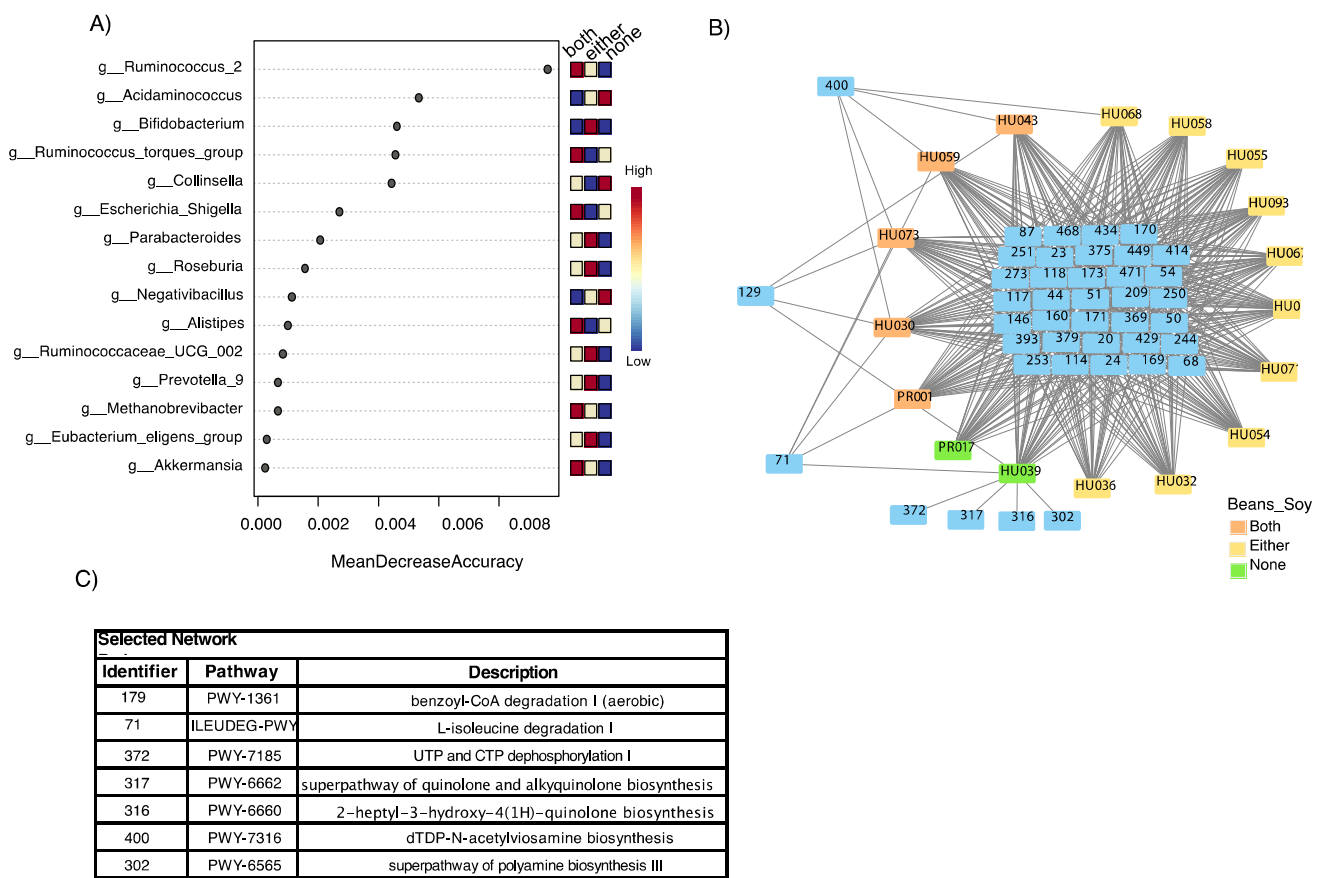 A)
both either none
g__Ruminococcus_2
g__Acidaminococcus
g__Bifidobacterium
g__Ruminococcus_torques_group
g__Collinsella
g__Escherichia_Shigella
g__Parabacteroides
g__Roseburia
g__Negativibacillus
g__Alistipes
g__Ruminococcaceae_UCG_002
g__Prevotella_9
g__Methanobrevibacter
g__Eubacterium_eligens_group
g__Akkermansia
0.000 0.002 0.004 0.006 0.008
MeanDecreaseAccuracy
High
Low
B)
400
HU043
HU068
HU058
HU059
HU055
HU093
HU073
HU067
129
HU030
HU0
HU071
PR001
HU054
PR017
71
HU039
HU036
HU032
87 468 434 170
251 23 375 449 414
273 118 173 471 54
117 44 51 209 250
146 160 171 369 50
393 379 20 429 244
253 114 24 169 68
372 317 316 302
Beans_Soy
Both
Either
None
C)
Selected Network
Identifier Pathway Description
179 PWY-1361 benzoyl-CoA degradation I (aerobic)
71 ILEUDEG-PWY L-isoleucine degradation I
372 PWY-7185 UTP and CTP dephosphorylation I
317 PWY-6662 superpathway of quinolone and alkyquinolone biosynthesis
316 PWY-6660 2-heptyl-3-hydroxy-4(1H)-quinolone biosynthesis
400 PWY-7316 dTDP-N-acetylviosamine biosynthesis
302 PWY-6565 superpathway of polyamine biosynthesis III